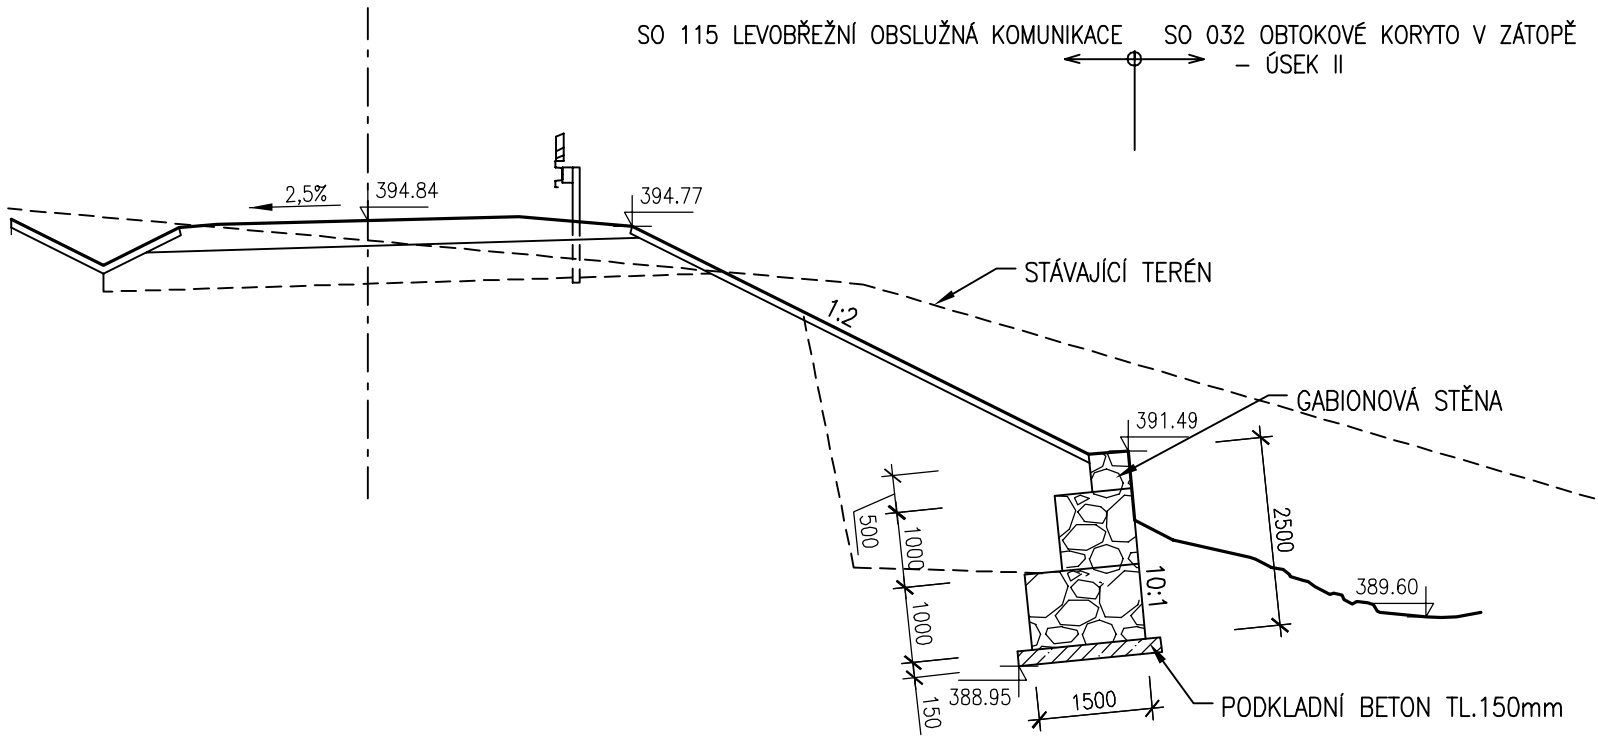 SO 115 LEVOBŘEŽNÍ OBSLUŽNÁ KOMUNIKACE
SO 032 OBTOKOVÉ KORYTO V ZÁTOPĚ
- ÚSEK II
2,5%
394.84
394.77
STÁVAJÍCÍ TERÉN
1:2
GABIONOVÁ STĚNA
391.49
500
1000
2500
10:1
389.60
1000
388.95
150
1500
PODKLADNÍ BETON TL.150mm